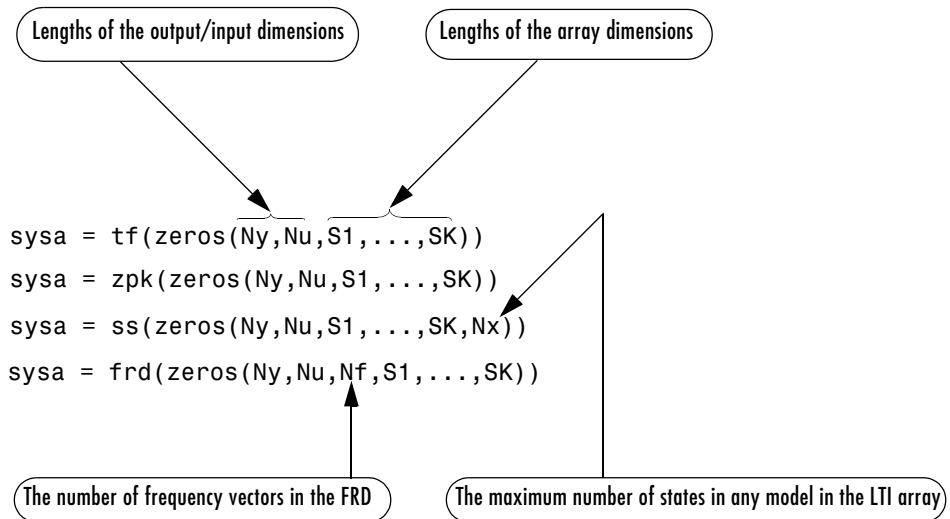 Lengths of the output/input dimensions
Lengths of the array dimensions
sysa = tf(zeros(Ny,Nu,S1,...,SK))
sysa = zpk(zeros(Ny,Nu,S1,...,SK))
sysa = ss(zeros(Ny,Nu,S1,...,SK,Nx))
sysa = frd(zeros(Ny,Nu,Nf,S1,...,SK))
The number of frequency vectors in the FRD
The maximum number of states in any model in the LTI array